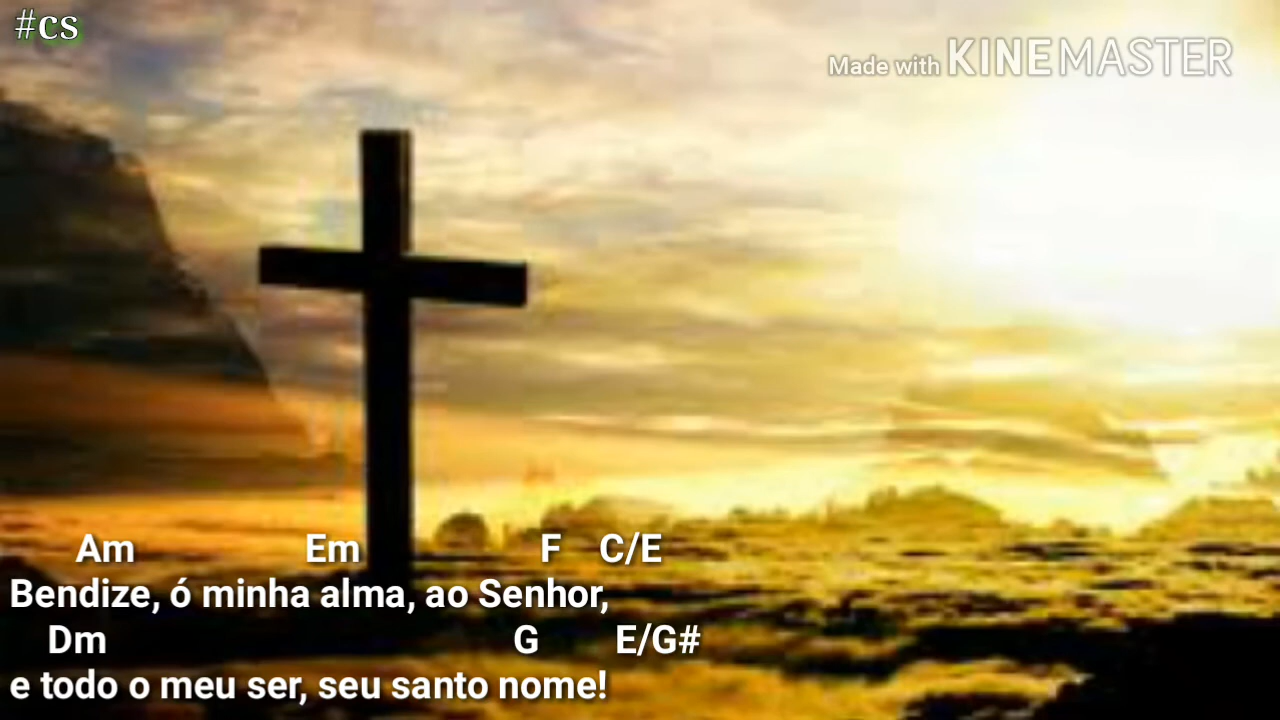 #cs
Made with KINEMASTER
Am Em F C/E
Bendize, ó minha alma, ao Senhor,
Dm G E/G#
e todo o meu ser, seu santo nome!